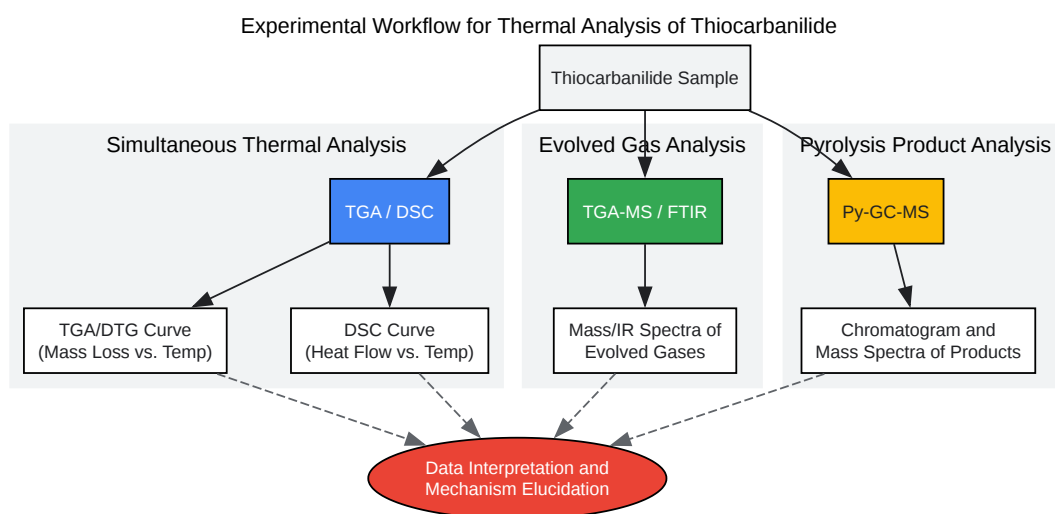 Experimental Workflow for Thermal Analysis of Thiocarbanilide
Thiocarbanilide Sample
Simultaneous Thermal Analysis
Evolved Gas Analysis
Pyrolysis Product Analysis
TGA / DSC
TGA-MS / FTIR
Py-GC-MS
TGA/DTG Curve
(Mass Loss vs. Temp)
DSC Curve
(Heat Flow vs. Temp)
Mass/IR Spectra of
Evolved Gases
Chromatogram and
Mass Spectra of Products
Data Interpretation and
Mechanism Elucidation